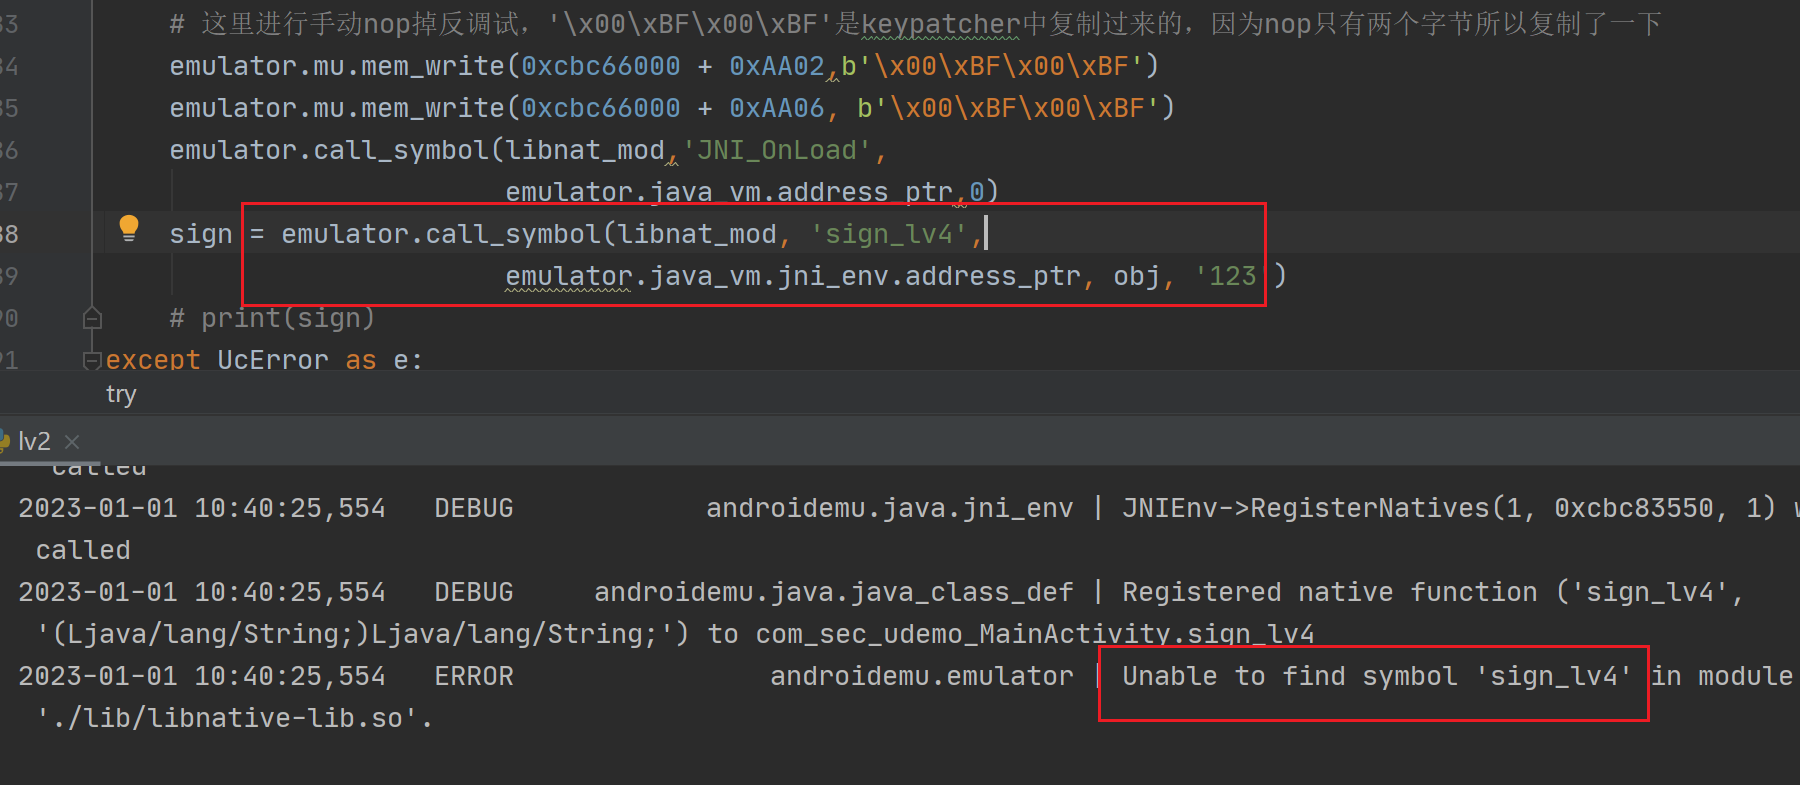 33 # 这里进行手动nop掉反调试，'\x00\xBF\x00\xBF'是keypatcher中复制过来的，因为nop只有两个字节所以复制了一下
34 emulator.mu.mem_write(0xcbc66000 + 0xAA02,b'\x00\xBF\x00\xBF')
35 emulator.mu.mem_write(0xcbc66000 + 0xAA06, b'\x00\xBF\x00\xBF')
36 emulator.call_symbol(libnat_mod,'JNI_OnLoad',
37 emulator.java_vm.address_ptr,0)
38 sign = emulator.call_symbol(libnat_mod, 'sign_lv4',
39 emulator.java_vm.jni_env.address_ptr, obj, '123')
90 # print(sign)
91 except UcError as e:
try
lv2
called
2023-01-01 10:40:25,554 DEBUG androidemu.java.jni_env | JNIEnv->RegisterNatives(1, 0xcbc83550, 1) w
called
2023-01-01 10:40:25,554 DEBUG androidemu.java.java_class_def | Registered native function ('sign_lv4',
'(Ljava/lang/String;)Ljava/lang/String;') to com_sec_udemo_MainActivity.sign_lv4
2023-01-01 10:40:25,554 ERROR androidemu.emulator | Unable to find symbol 'sign_lv4' in module
'./lib/libnative-lib.so'.